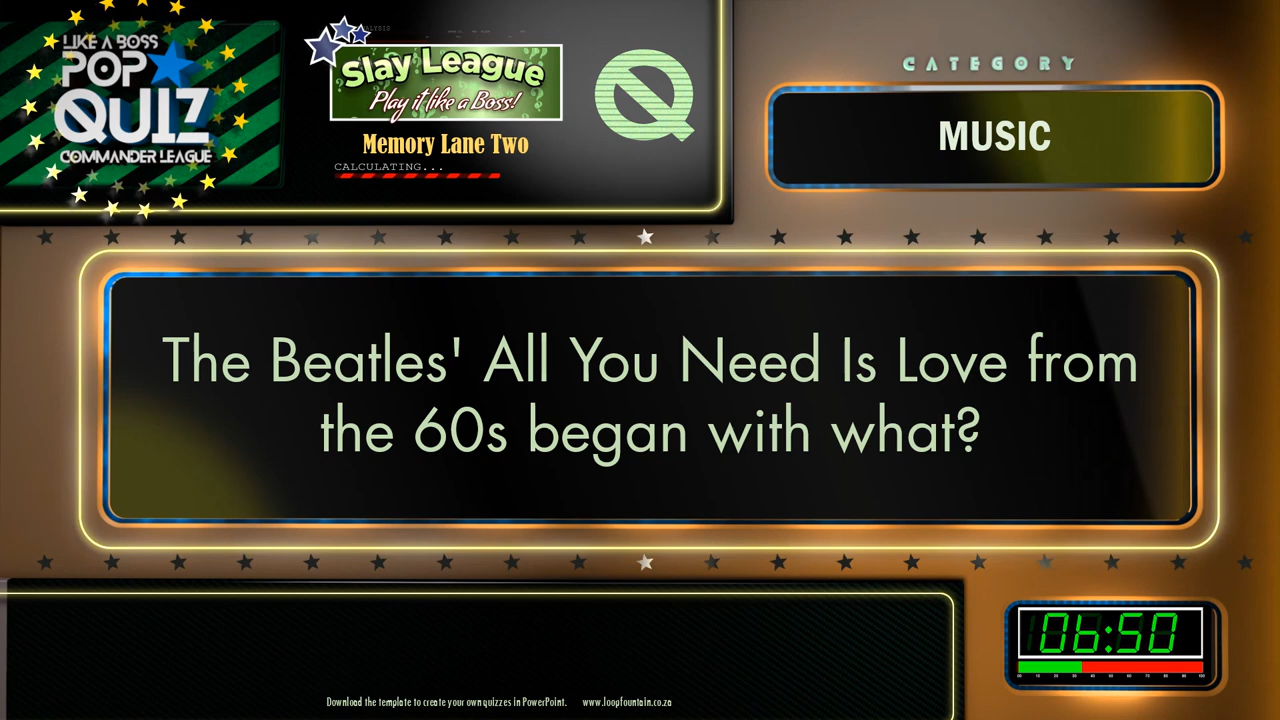 LIKE A BOSS
POP
QUIZ
COMMANDER LEAGUE
Slay League
Play it like a Boss!
Memory Lane Two
CALCULATING...
Q
CATEGORY
MUSIC
The Beatles' All You Need Is Love from
the 60s began with what?
06:50
Download the template to create your own quizzes in PowerPoint. www.loopfountain.co.za